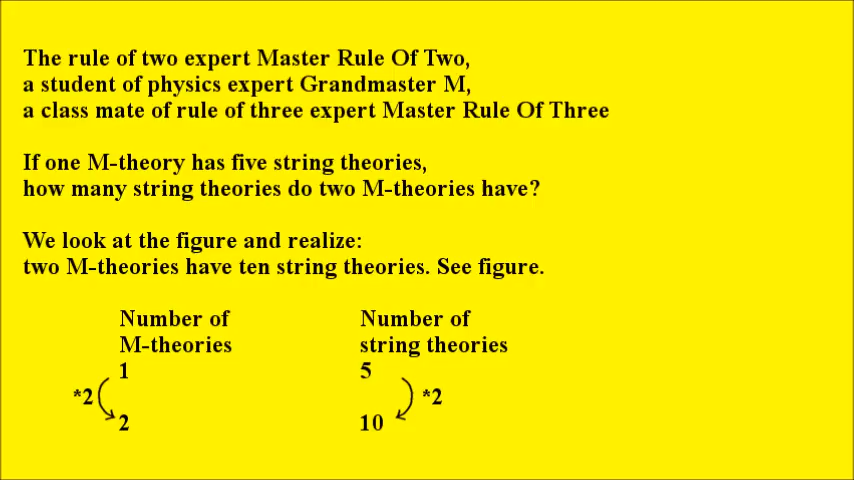 The rule of two expert Master Rule Of Two,
a student of physics expert Grandmaster M,
a class mate of rule of three expert Master Rule Of Three
If one M-theory has five string theories,
how many string theories do two M-theories have?
We look at the figure and realize:
two M-theories have ten string theories. See figure.
Number of Number of
M-theories string theories
1 5
*2 *2
2 10